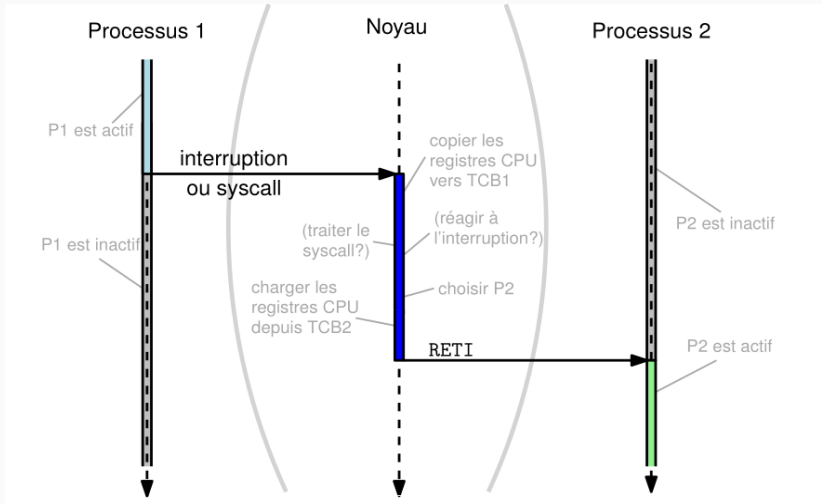 Processus 1
Noyau
Processus 2
P1 est actif
interruption
ou syscall
copier les
registres CPU
vers TCB1
P1 est inactif
(traiter le
syscall?)
(réagir à
l'interruption?)
P2 est inactif
charger les
registres CPU
depuis TCB2
choisir P2
RETI
P2 est actif